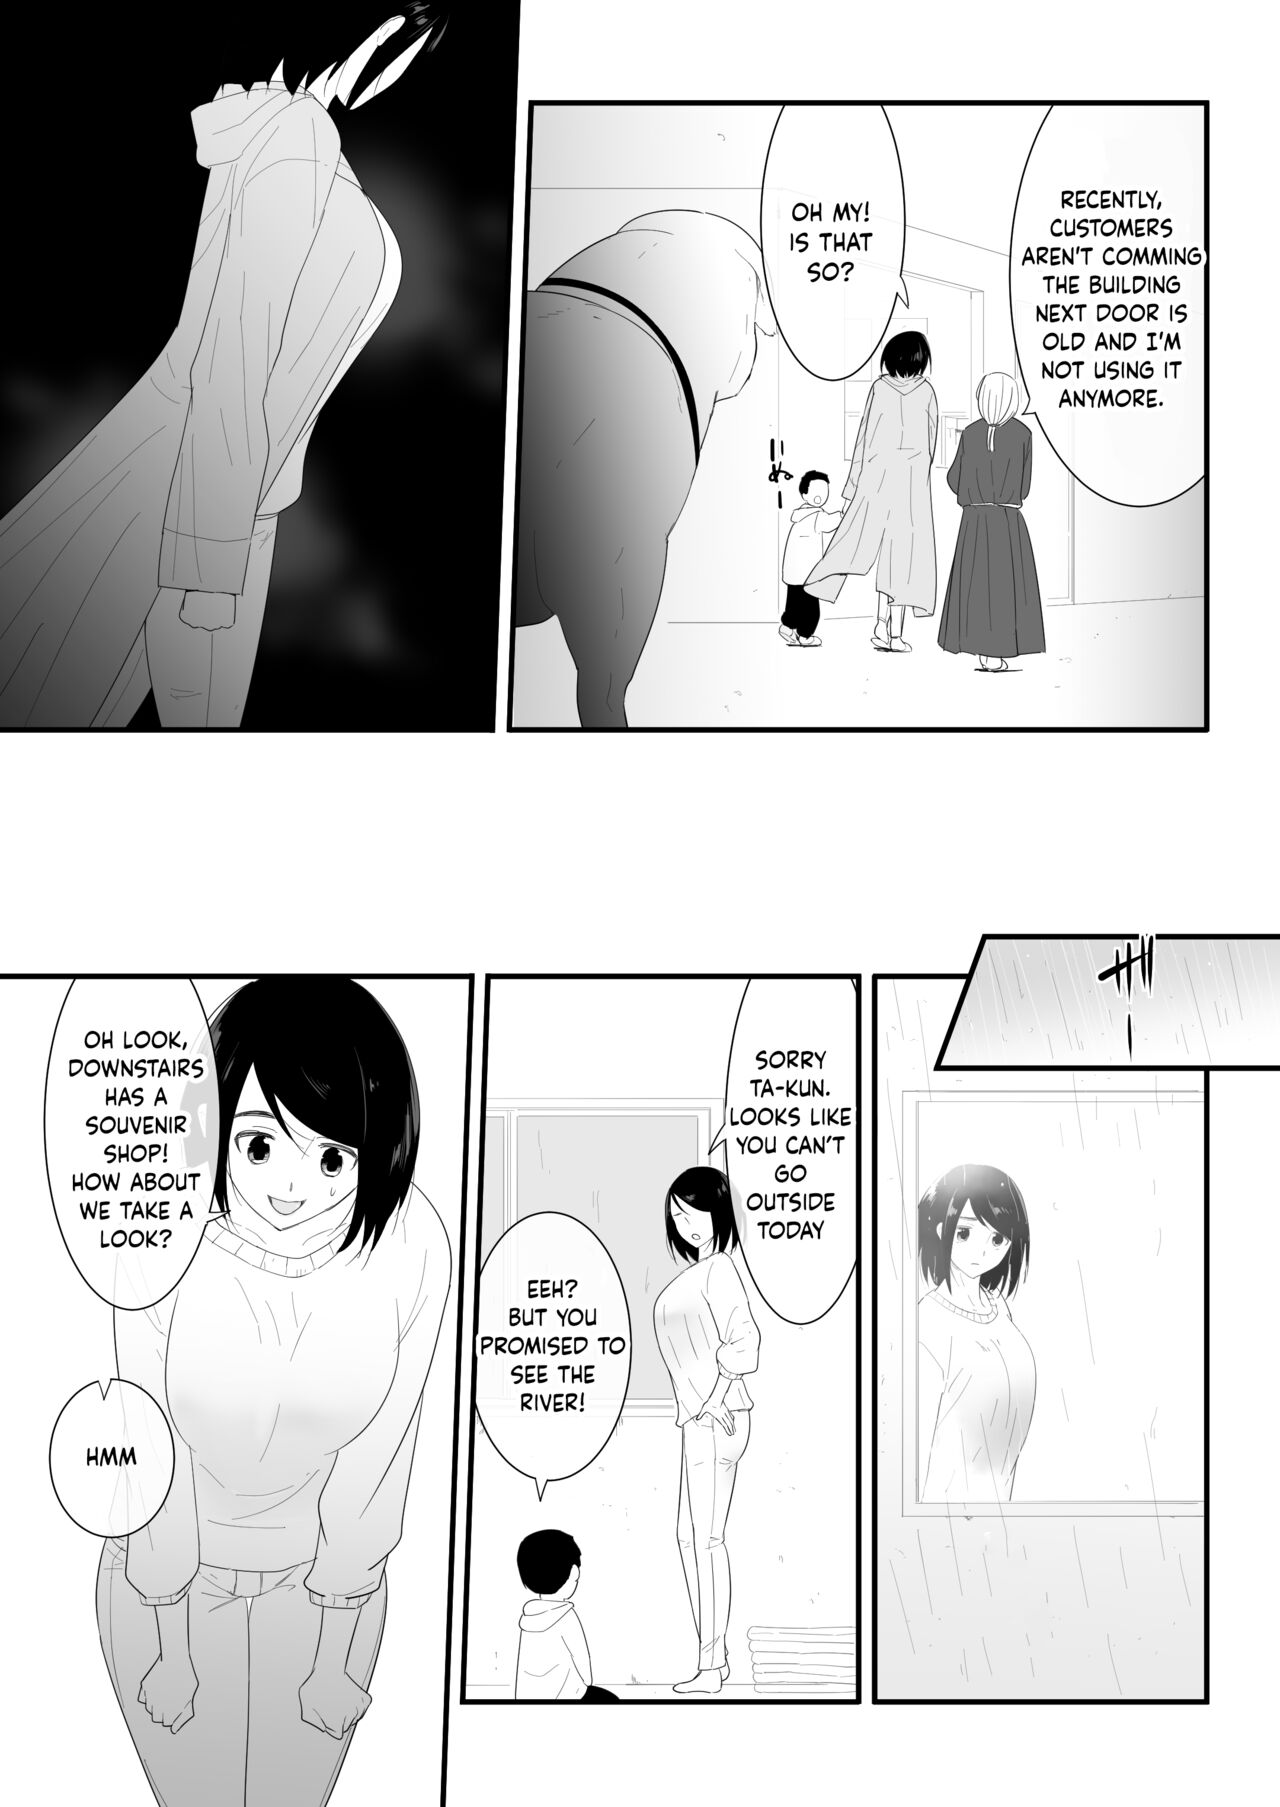 RECENTLY,
CUSTOMERS
AREN'T COMMING
THE BUILDING
NEXT DOOR IS
OLD AND I'M
NOT USING IT
ANYMORE.
OH MY!
IS THAT
SO?
SORRY
TA-KUN.
LOOKS LIKE
YOU CAN'T
GO
OUTSIDE
TODAY
EEH?
BUT YOU
PROMISED TO
SEE THE
RIVER!
OH LOOK,
DOWNSTAIRS
HAS A
SOUVENIR
SHOP!
HOW ABOUT
WE TAKE A
LOOK?
HMM